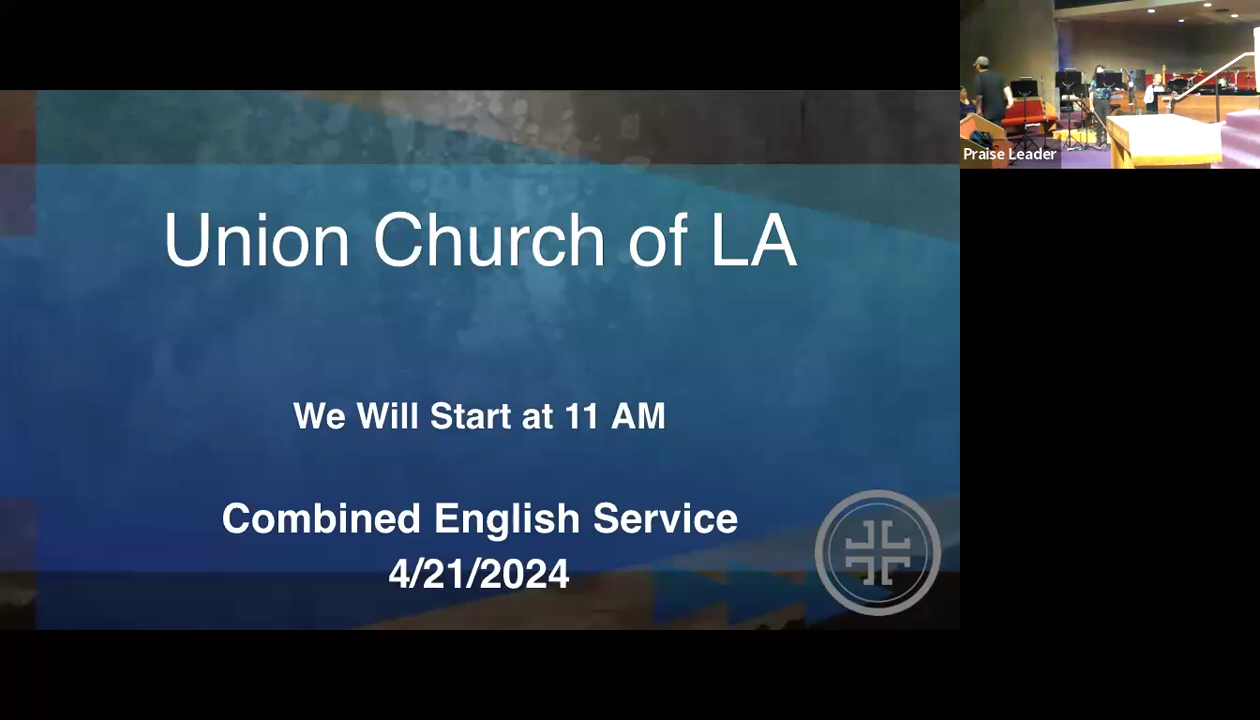 Union Church of LA
We Will Start at 11 AM
Combined English Service
4/21/2024
Praise Leader